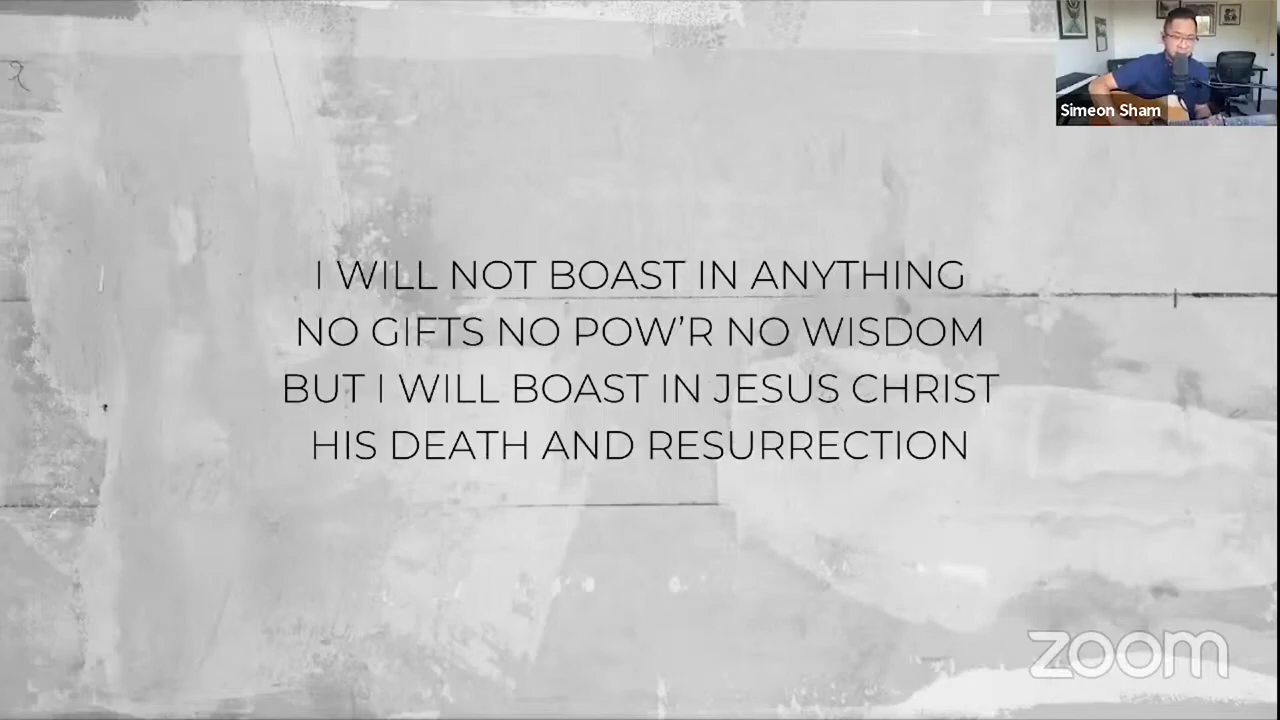 Simeon Sham
I WILL NOT BOAST IN ANYTHING
NO GIFTS NO POW’R NO WISDOM
BUT I WILL BOAST IN JESUS CHRIST
HIS DEATH AND RESURRECTION
zoom